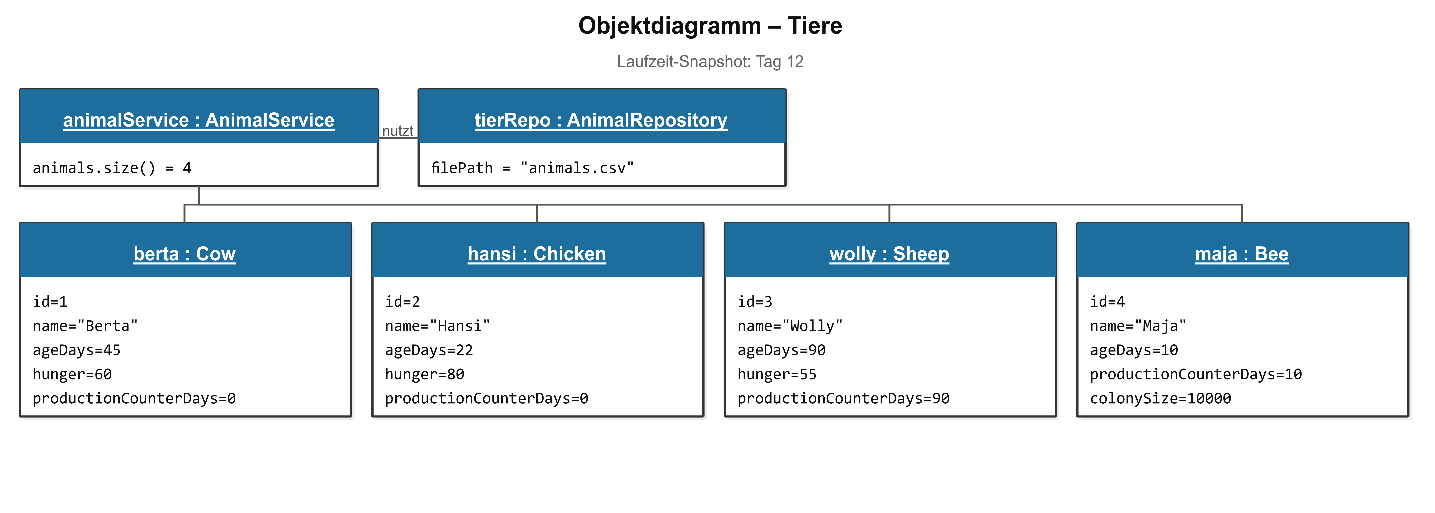 Objektdiagramm – Tiere
Laufzeit-Snapshot: Tag 12
animalService : AnimalService
animals.size() = 4
nutzt
tierRepo : AnimalRepository
filePath = "animals.csv"
berta : Cow
id=1
name="Berta"
ageDays=45
hunger=60
productionCounterDays=0
hansi : Chicken
id=2
name="Hansi"
ageDays=22
hunger=80
productionCounterDays=0
wolly : Sheep
id=3
name="Wolly"
ageDays=90
hunger=55
productionCounterDays=90
maja : Bee
id=4
name="Maja"
ageDays=10
productionCounterDays=10
colonySize=10000